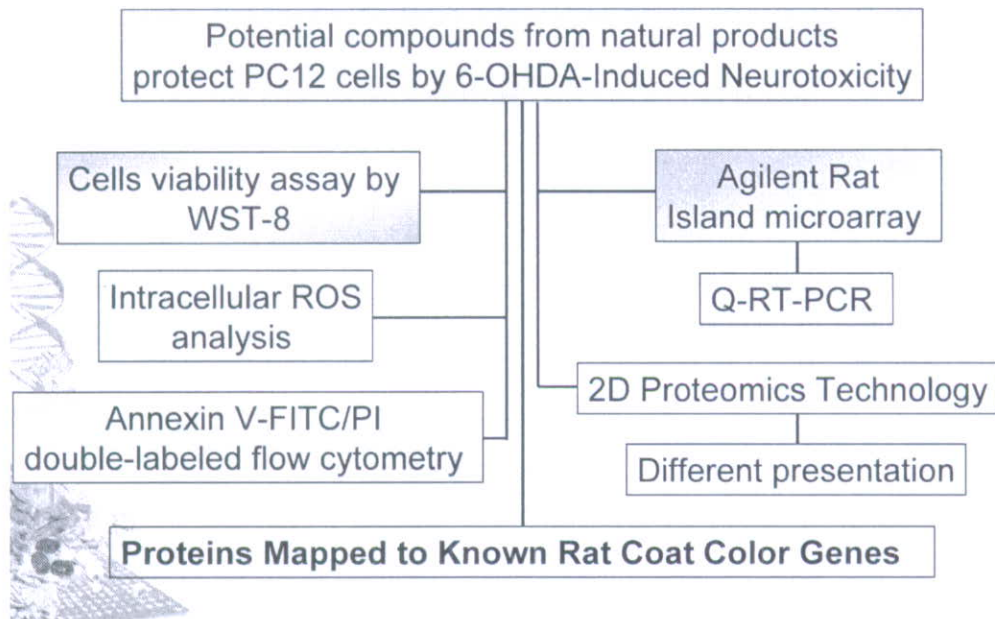 Potential compounds from natural products
protect PC12 cells by 6-OHDA-Induced Neurotoxicity
Cells viability assay by
WST-8
Intracellular ROS
analysis
Annexin V-FITC/PI
double-labeled flow cytometry
Agilent Rat
Island microarray
Q-RT-PCR
2D Proteomics Technology
Different presentation
Proteins Mapped to Known Rat Coat Color Genes